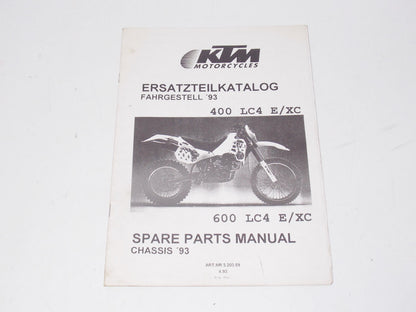 KTM
MOTORCYCLES
ERSATZTEILKATALOG
FAHRGESTELL ´93
400 LC4 E/XC
600 LC4 E/XC
SPARE PARTS MANUAL
CHASSIS ´93